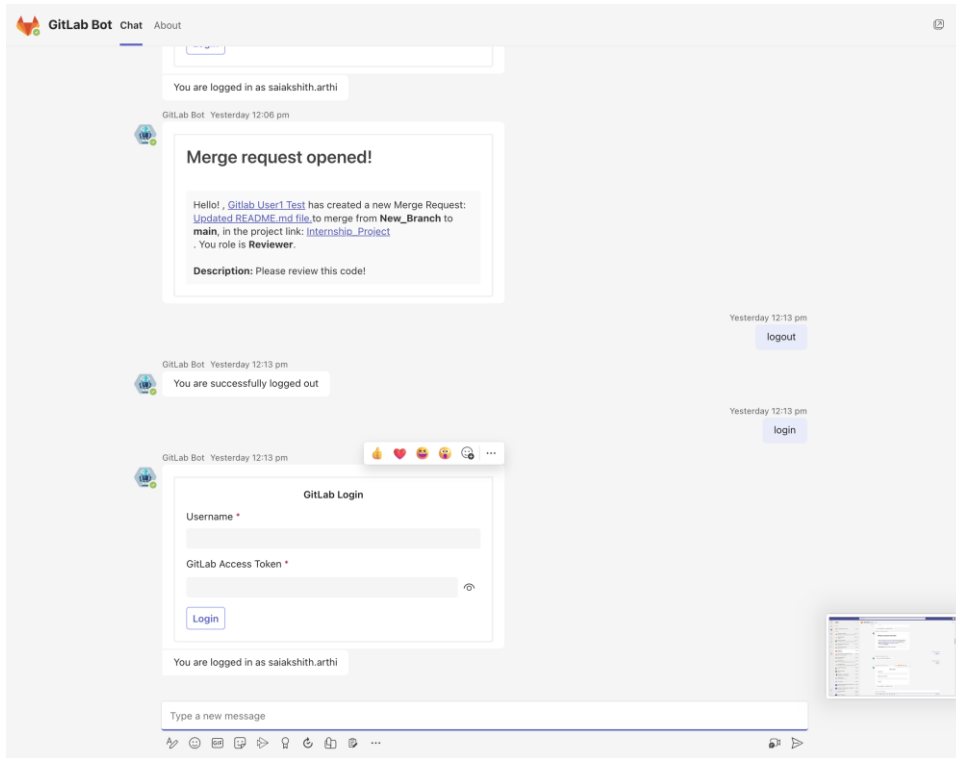 GitLab Bot Chat About
You are logged in as saiakshith.arthi
GitLab Bot Yesterday 12:06 pm
Merge request opened!
Hello! , Gitlab User1 Test has created a new Merge Request:
Updated README.md file.to merge from New_Branch to
main, in the project link: Internship_Project
. You role is Reviewer.
Description: Please review this code!
Yesterday 12:13 pm
logout
GitLab Bot Yesterday 12:13 pm
You are successfully logged out
Yesterday 12:13 pm
login
GitLab Bot Yesterday 12:13 pm
GitLab Login
Username *
GitLab Access Token *
Login
You are logged in as saiakshith.arthi
Type a new message
GIF